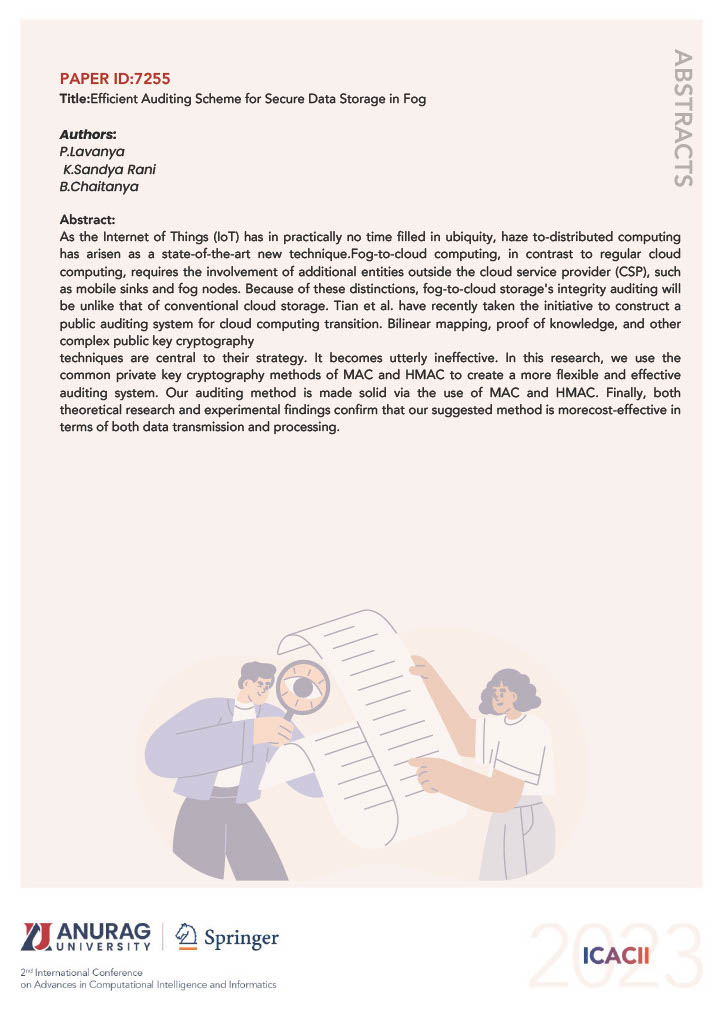 PAPER ID:7255
Title:Efficient Auditing Scheme for Secure Data Storage in Fog
Authors:
P.Lavanya
K.Sandya Rani
B.Chaitanya
Abstract:
As the Internet of Things (IoT) has in practically no time filled in ubiquity, haze to-distributed computing
has arisen as a state-of-the-art new technique.Fog-to-cloud computing, in contrast to regular cloud
computing, requires the involvement of additional entities outside the cloud service provider (CSP), such
as mobile sinks and fog nodes. Because of these distinctions, fog-to-cloud storage's integrity auditing will
be unlike that of conventional cloud storage. Tian et al. have recently taken the initiative to construct a
public auditing system for cloud computing transition. Bilinear mapping, proof of knowledge, and other
complex public key cryptography
techniques are central to their strategy. It becomes utterly ineffective. In this research, we use the
common private key cryptography methods of MAC and HMAC to create a more flexible and effective
auditing system. Our auditing method is made solid via the use of MAC and HMAC. Finally, both
theoretical research and experimental findings confirm that our suggested method is morecost-effective in
terms of both data transmission and processing.
ABSTRACTS
ANURAG
UNIVERSITY
Springer
2nd International Conference
on Advances in Computational Intelligence and Informatics
2023
ICACII